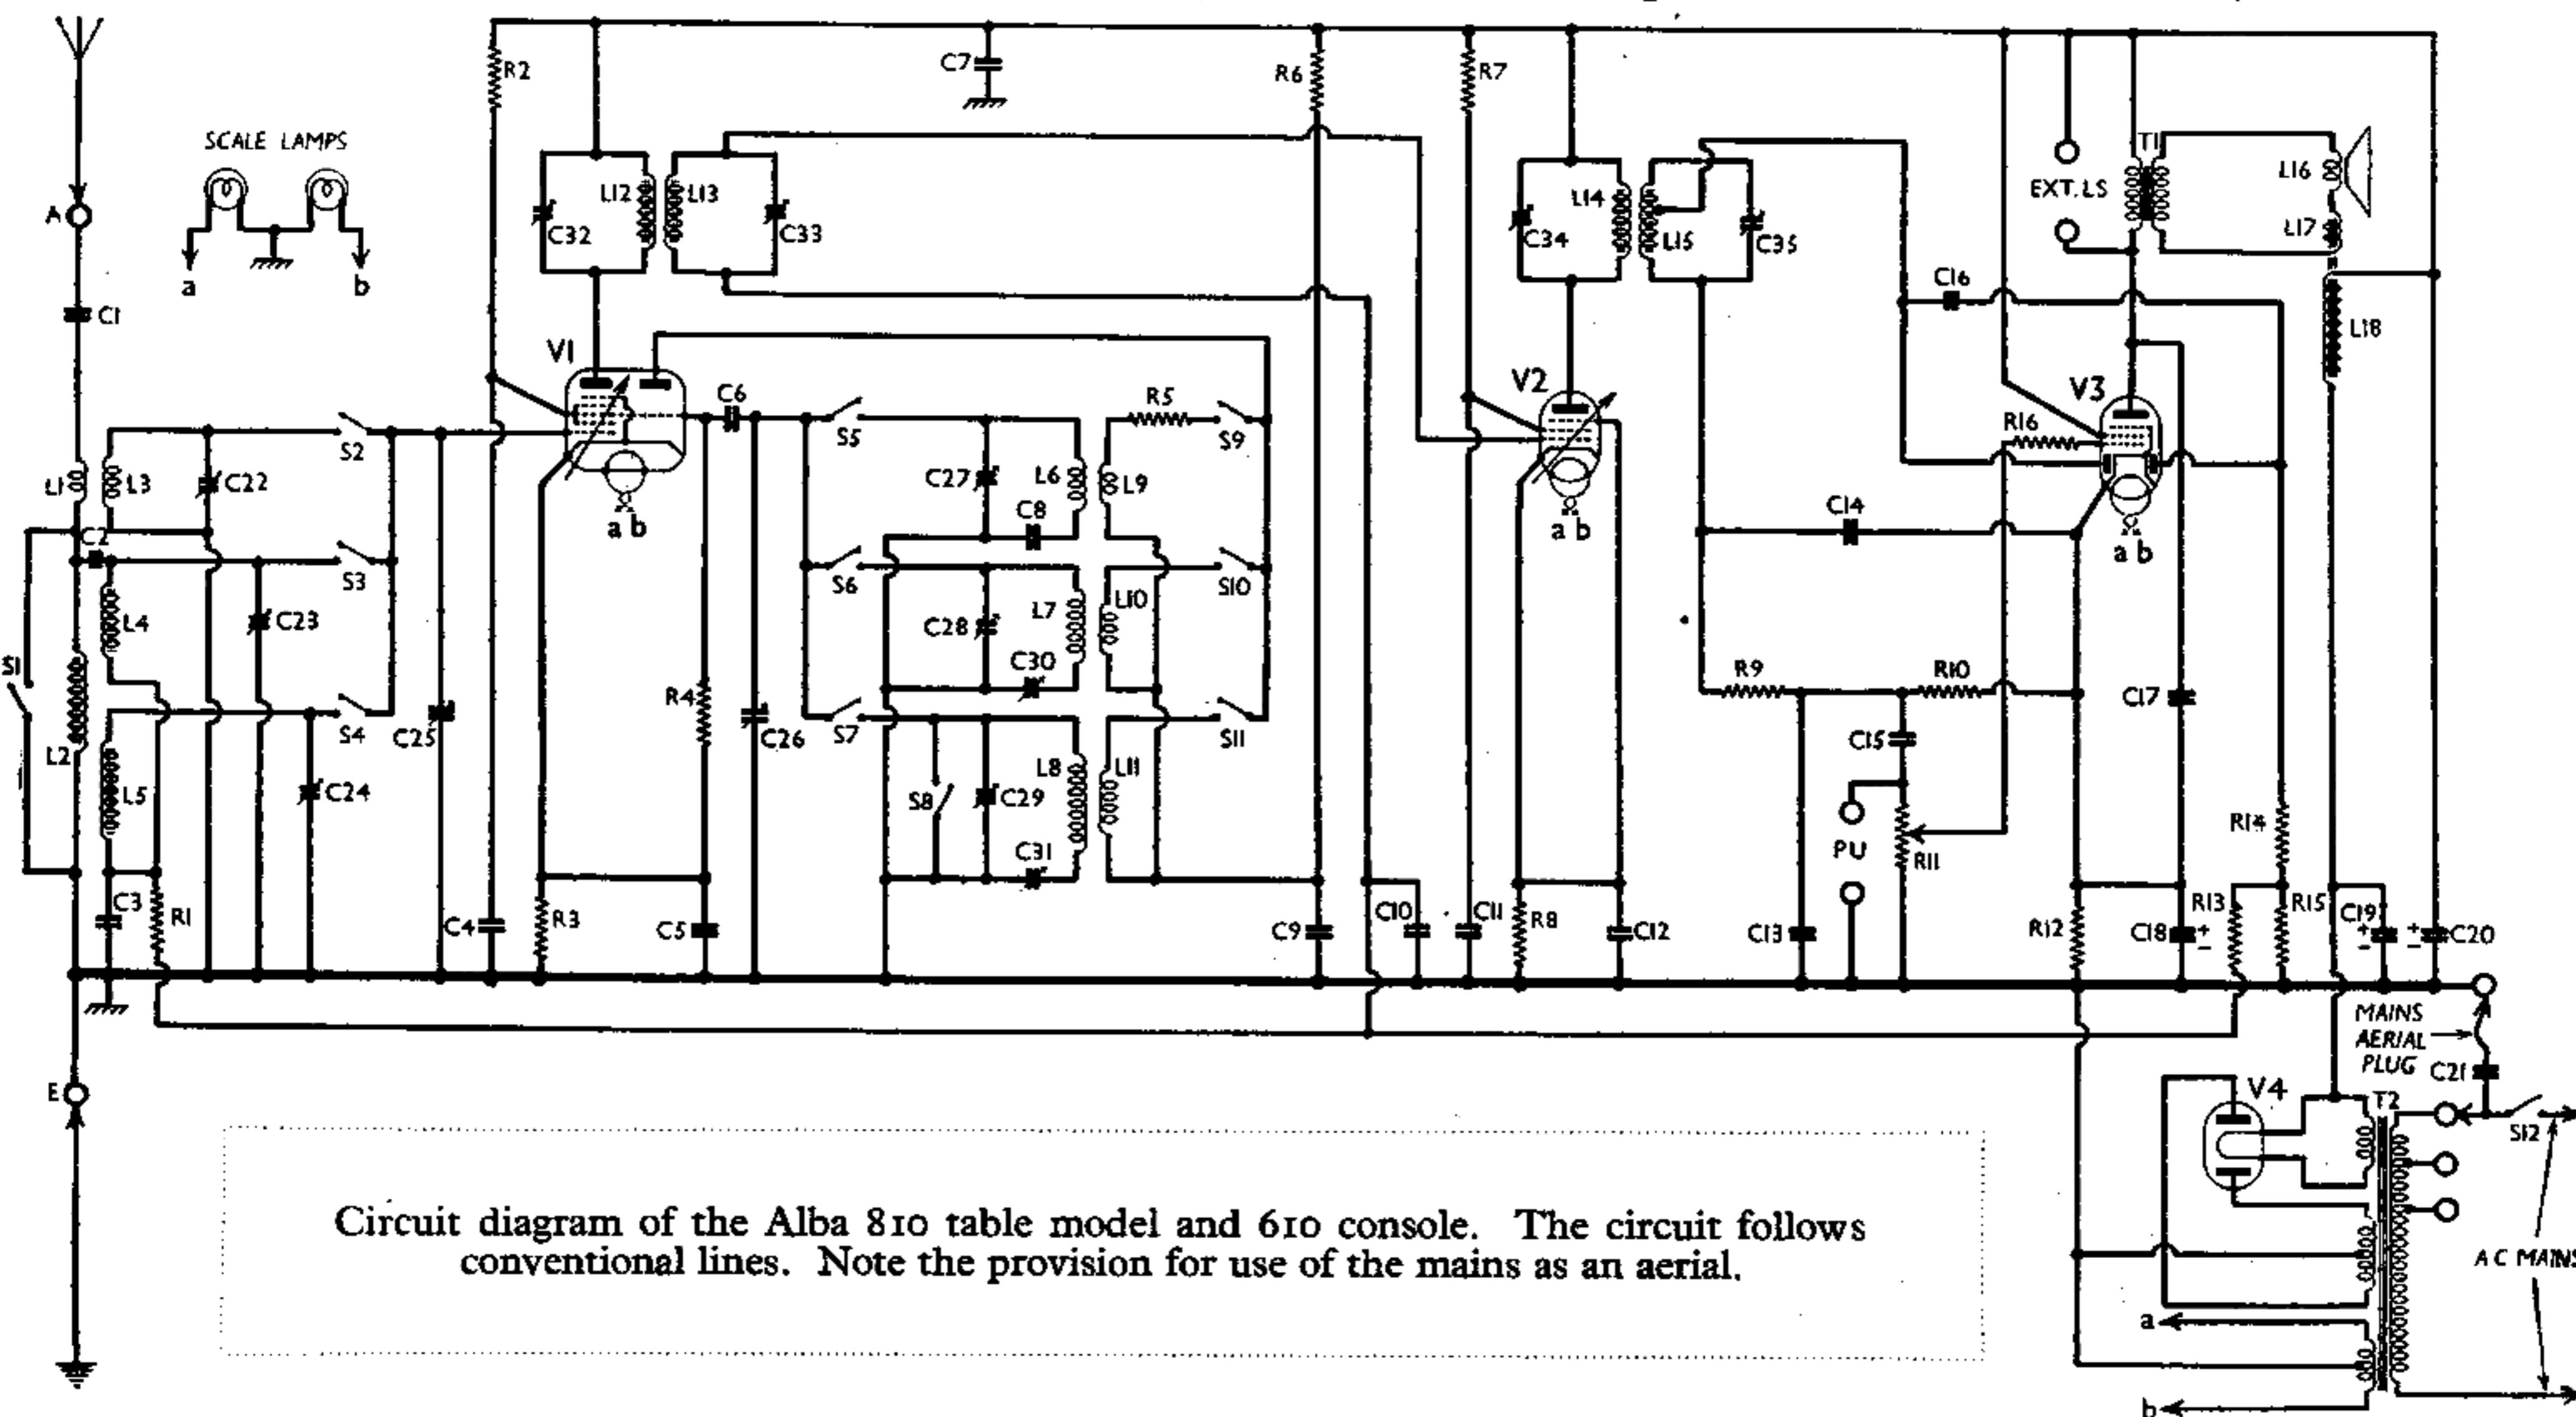 R2
C7
R6
R7
SCALE LAMPS
a
b
A
C1
L12
L13
C32
C33
L14
L15
C34
C35
EXT.LS
T1
L16
L17
L18
C16
V1
V2
V3
C6
S5
R5
S9
R16
S2
L1
L3
C22
a b
C27
L6
L9
C8
a b
C14
a b
C2
S3
S6
S10
L4
C23
C28
L7
L10
C30
S1
R4
R9
R10
C17
L2
S4
C25
C26
S7
S11
C15
L5
C24
S8
C29
L8
L11
C31
PU
R11
R14
C3
R1
C4
R3
C5
C9
C10
C11
R8
C12
C13
R12
C18
+
−
R13
R15
C19
+
−
+
−
C20
E
MAINS
AERIAL
PLUG
C21
V4
T2
S12
AC MAINS
a
b
Circuit diagram of the Alba 810 table model and 610 console. The circuit follows
conventional lines. Note the provision for use of the mains as an aerial.